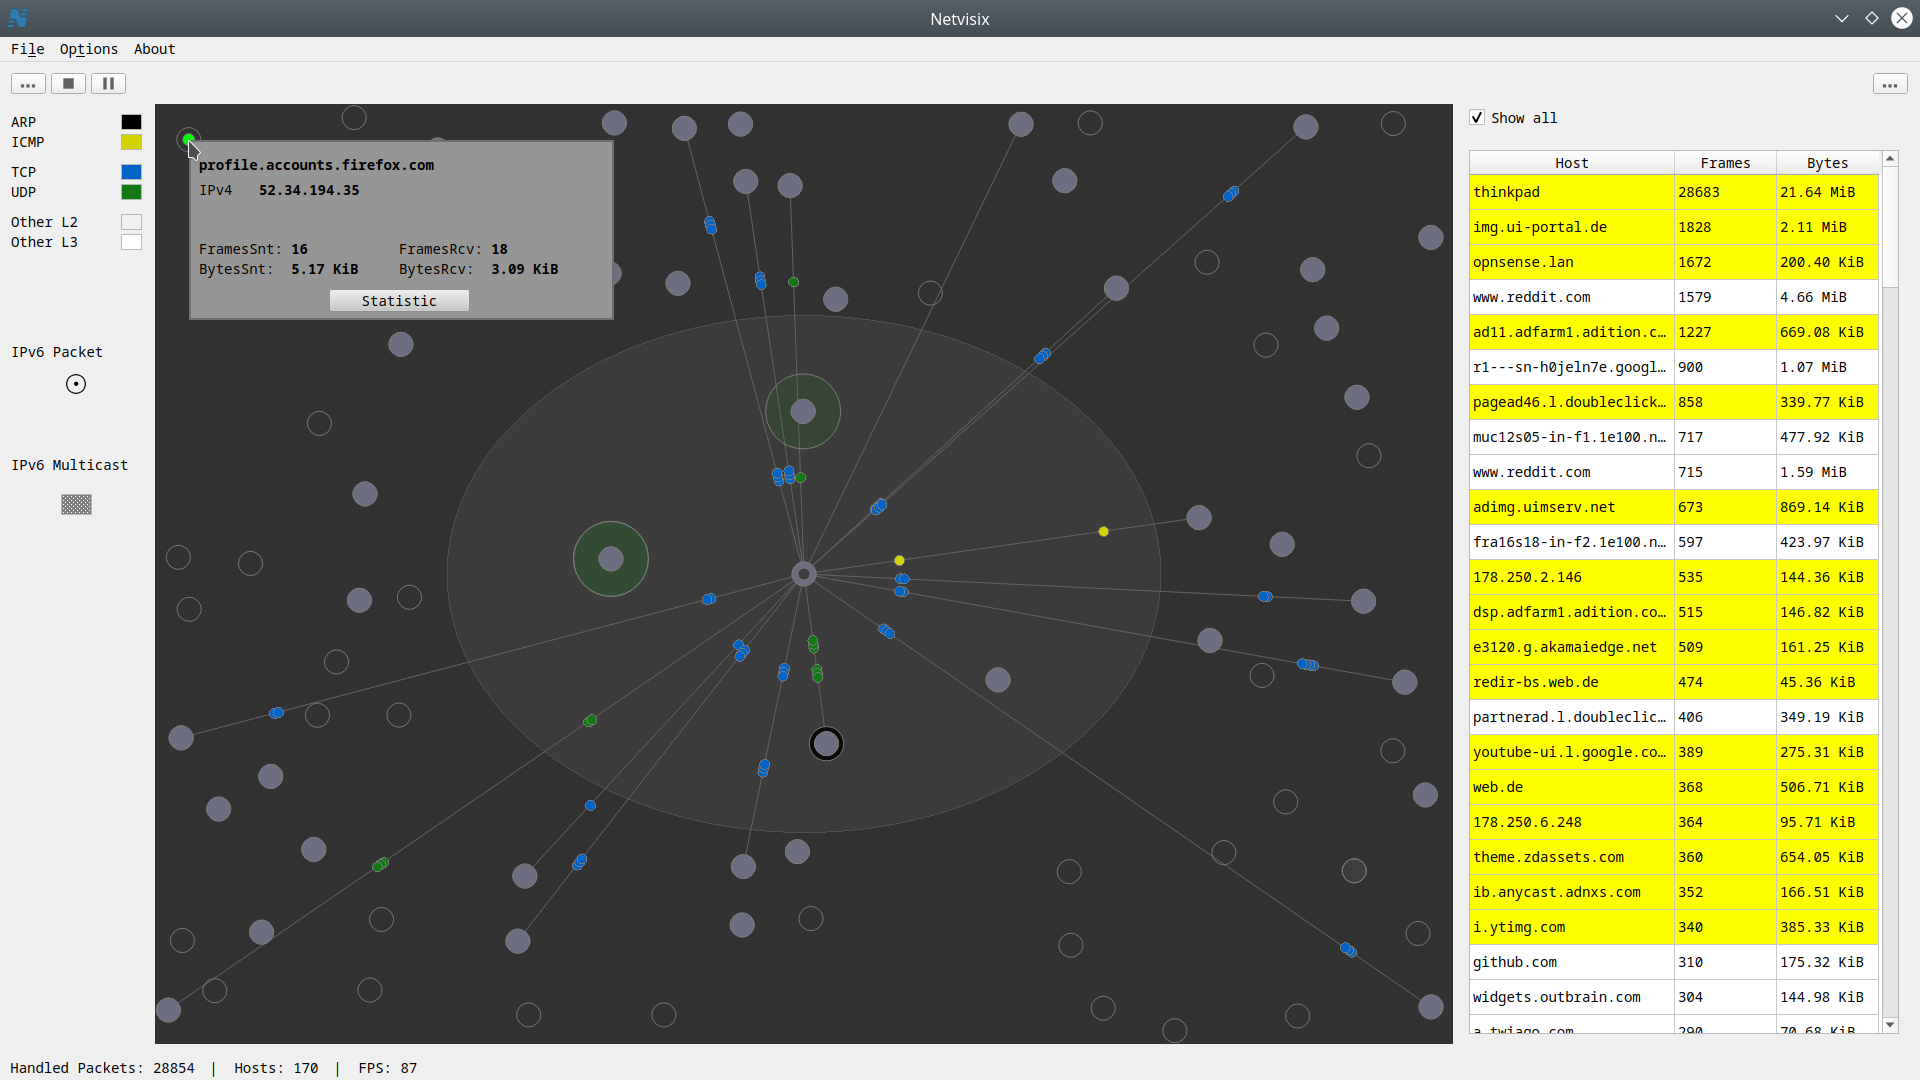 Netvisix
File Options About
... ...
ARP
ICMP
TCP
UDP
Other L2
Other L3
IPv6 Packet
IPv6 Multicast
profile.accounts.firefox.com
IPv4 52.34.194.35
FramesSnt: 16 FramesRcv: 18
BytesSnt: 5.17 KiB BytesRcv: 3.09 KiB
Statistic
Show all
Host Frames Bytes
thinkpad 28683 21.64 MiB
img.ui-portal.de 1828 2.11 MiB
opnsense.lan 1672 200.40 KiB
www.reddit.com 1579 4.66 MiB
ad11.adfarm1.adition.c… 1227 669.08 KiB
r1---sn-h0jeln7e.googl… 900 1.07 MiB
pagead46.l.doubleclick… 858 339.77 KiB
muc12s05-in-f1.1e100.n… 717 477.92 KiB
www.reddit.com 715 1.59 MiB
adimg.uimserv.net 673 869.14 KiB
fra16s18-in-f2.1e100.n… 597 423.97 KiB
178.250.2.146 535 144.36 KiB
dsp.adfarm1.adition.co… 515 146.82 KiB
e3120.g.akamaiedge.net 509 161.25 KiB
redir-bs.web.de 474 45.36 KiB
partnerad.l.doubleclic… 406 349.19 KiB
youtube-ui.l.google.co… 389 275.31 KiB
web.de 368 506.71 KiB
178.250.6.248 364 95.71 KiB
theme.zdassets.com 360 654.05 KiB
ib.anycast.adnxs.com 352 166.51 KiB
i.ytimg.com 340 385.33 KiB
github.com 310 175.32 KiB
widgets.outbrain.com 304 144.98 KiB
a.twiago.com 290 70.68 KiB
Handled Packets: 28854 | Hosts: 170 | FPS: 87